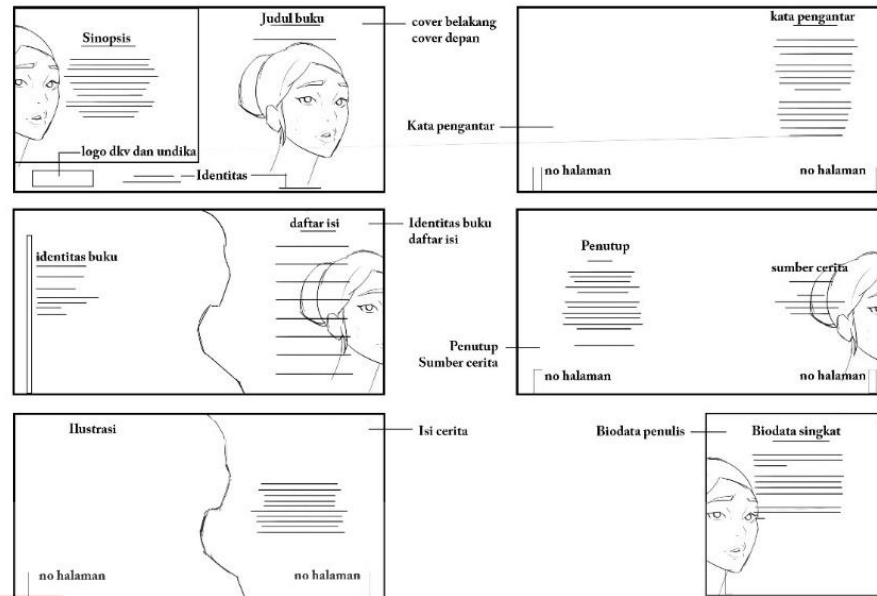 Judul buku
Sinopsis
cover belakang
cover depan
logo dkv dan undika
Identitas
kata pengantar
Kata pengantar
no halaman
no halaman
identitas buku
daftar isi
Identitas buku
daftar isi
Penutup
sumber cerita
Penutup
Sumber cerita
no halaman
no halaman
Ilustrasi
Isi cerita
no halaman
no halaman
Biodata penulis
Biodata singkat